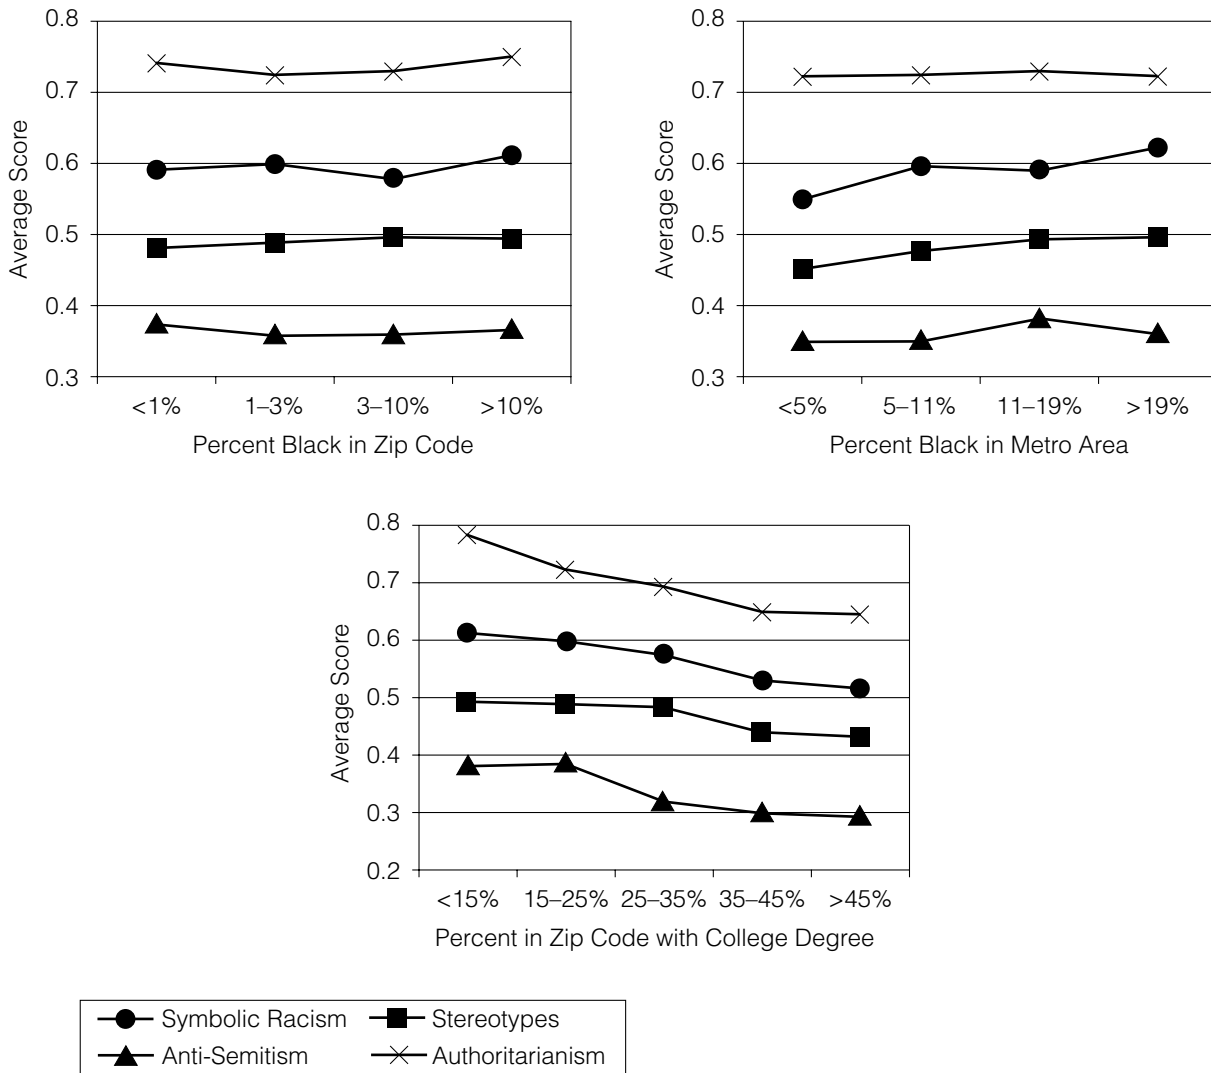 0.8
0.7
0.6
0.5
0.4
0.3
Average Score
<1% 1–3% 3–10% >10%
Percent Black in Zip Code
0.8
0.7
0.6
0.5
0.4
0.3
Average Score
<5% 5–11% 11–19% >19%
Percent Black in Metro Area
0.8
0.7
0.6
0.5
0.4
0.3
0.2
Average Score
<15% 15–25% 25–35% 35–45% >45%
Percent in Zip Code with College Degree
Symbolic Racism Stereotypes
Anti-Semitism Authoritarianism